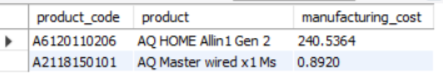 product_code product manufacturing_cost
A6120110206 AQ HOME Allin1 Gen 2 240.5364
A2118150101 AQ Master wired x1 Ms 0.8920